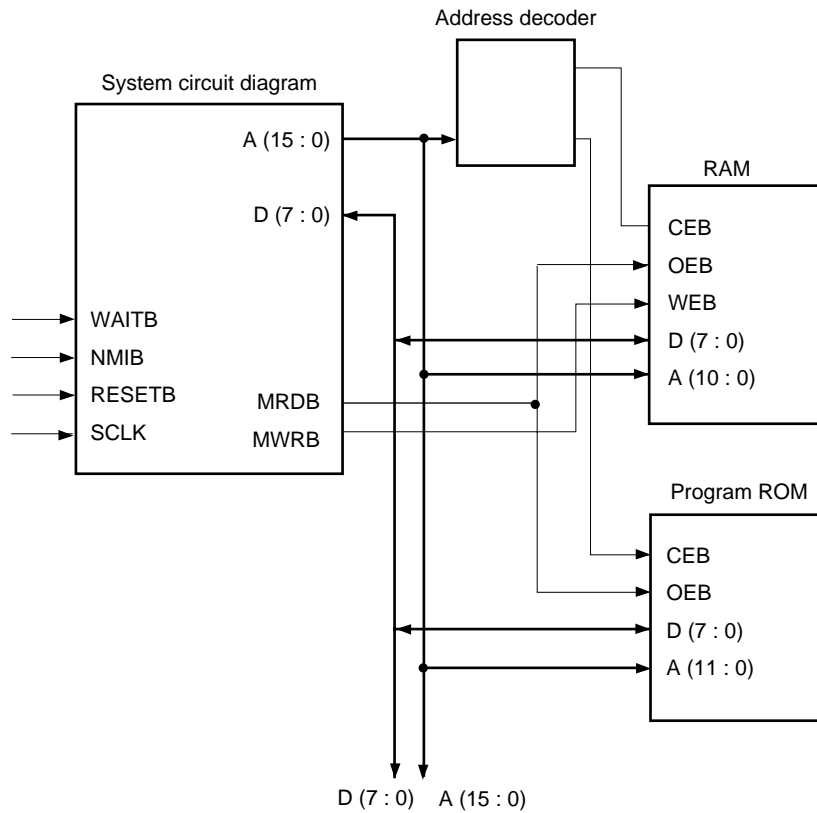 Address decoder
System circuit diagram
A (15 : 0)
D (7 : 0)
WAITB
NMIB
RESETB
SCLK
MRDB
MWRB
RAM
CEB
OEB
WEB
D (7 : 0)
A (10 : 0)
Program ROM
CEB
OEB
D (7 : 0)
A (11 : 0)
D (7 : 0) A (15 : 0)